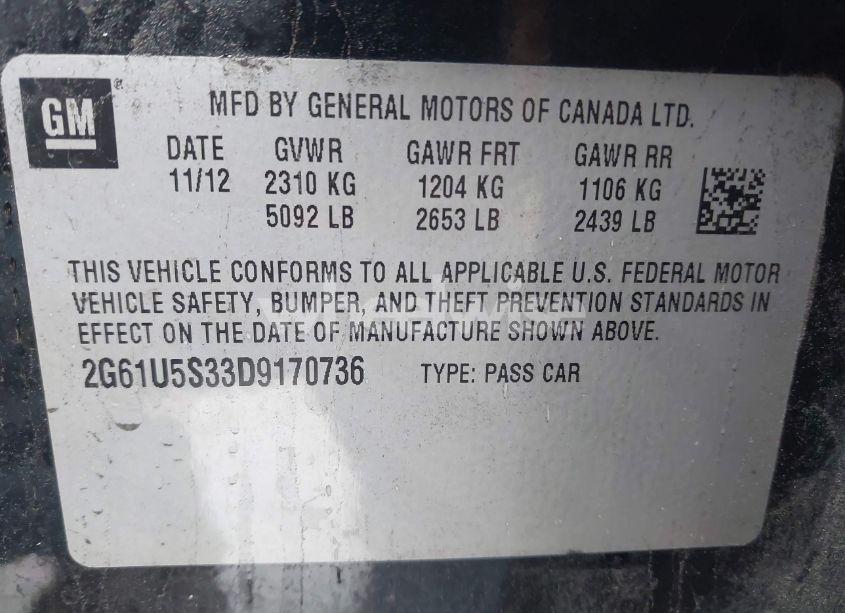 GM
MFD BY GENERAL MOTORS OF CANADA LTD.
DATE GVWR GAWR FRT GAWR RR
11/12 2310 KG 1204 KG 1106 KG
5092 LB 2653 LB 2439 LB
THIS VEHICLE CONFORMS TO ALL APPLICABLE U.S. FEDERAL MOTOR
VEHICLE SAFETY, BUMPER, AND THEFT PREVENTION STANDARDS IN
EFFECT ON THE DATE OF MANUFACTURE SHOWN ABOVE.
2G61U5S33D9170736 TYPE: PASS CAR